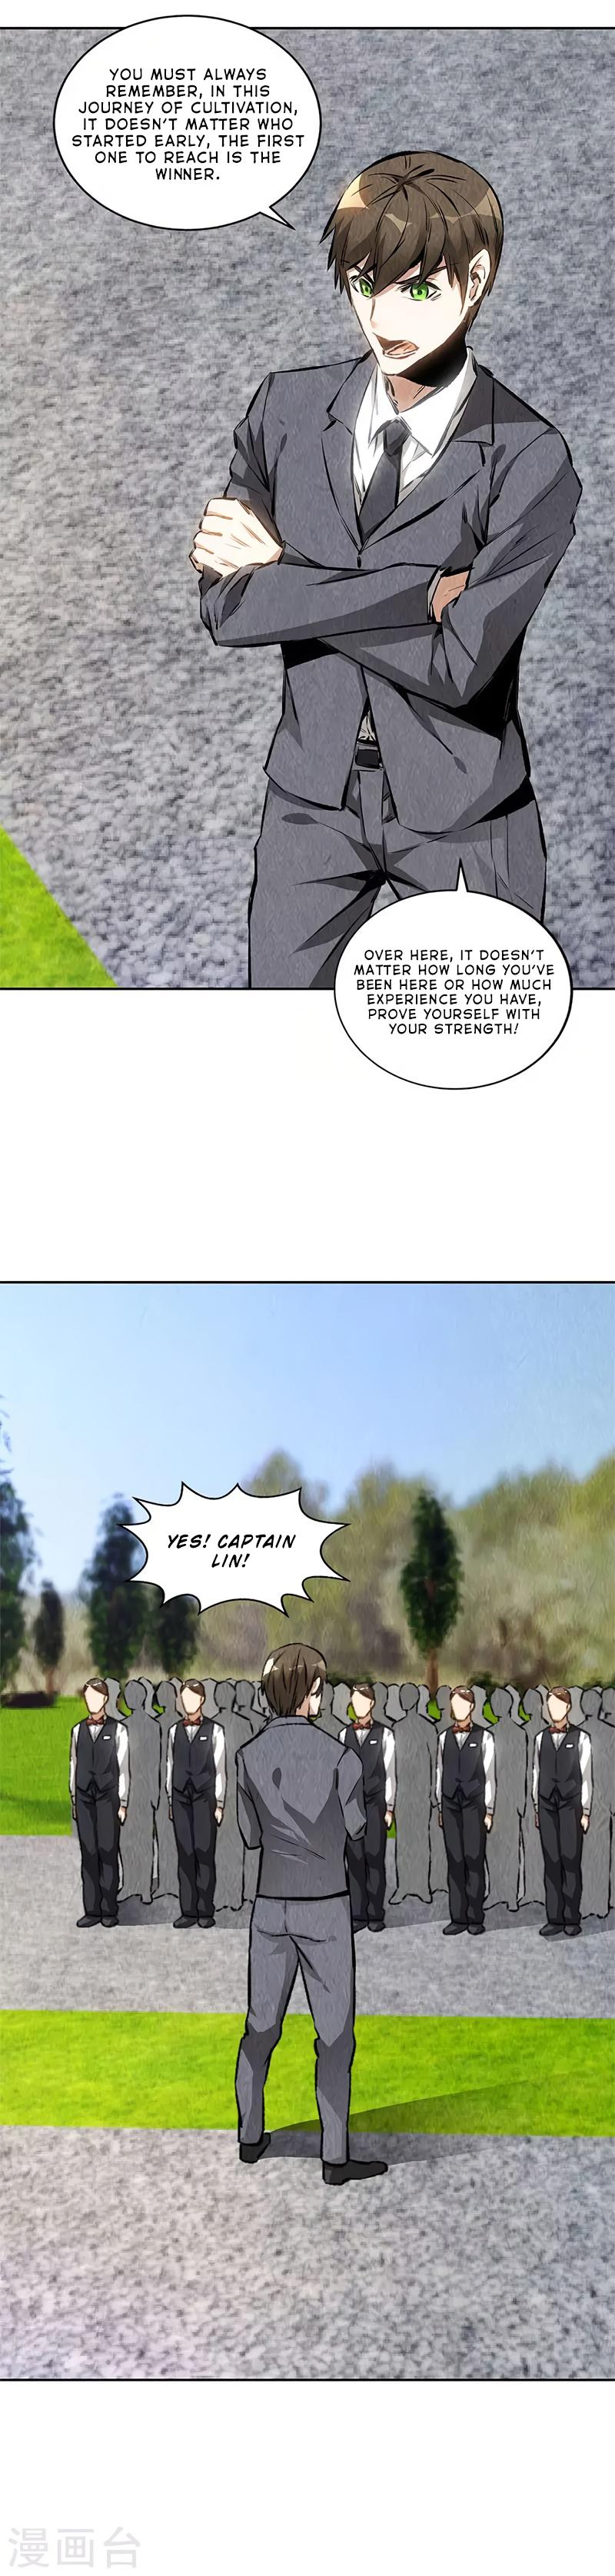 YOU MUST ALWAYS
REMEMBER, IN THIS
JOURNEY OF CULTIVATION,
IT DOESN'T MATTER WHO
STARTED EARLY, THE FIRST
ONE TO REACH IS THE
WINNER.
OVER HERE, IT DOESN'T
MATTER HOW LONG YOU'VE
BEEN HERE OR HOW MUCH
EXPERIENCE YOU HAVE,
PROVE YOURSELF WITH
YOUR STRENGTH!
YES! CAPTAIN
LIN!
漫画台